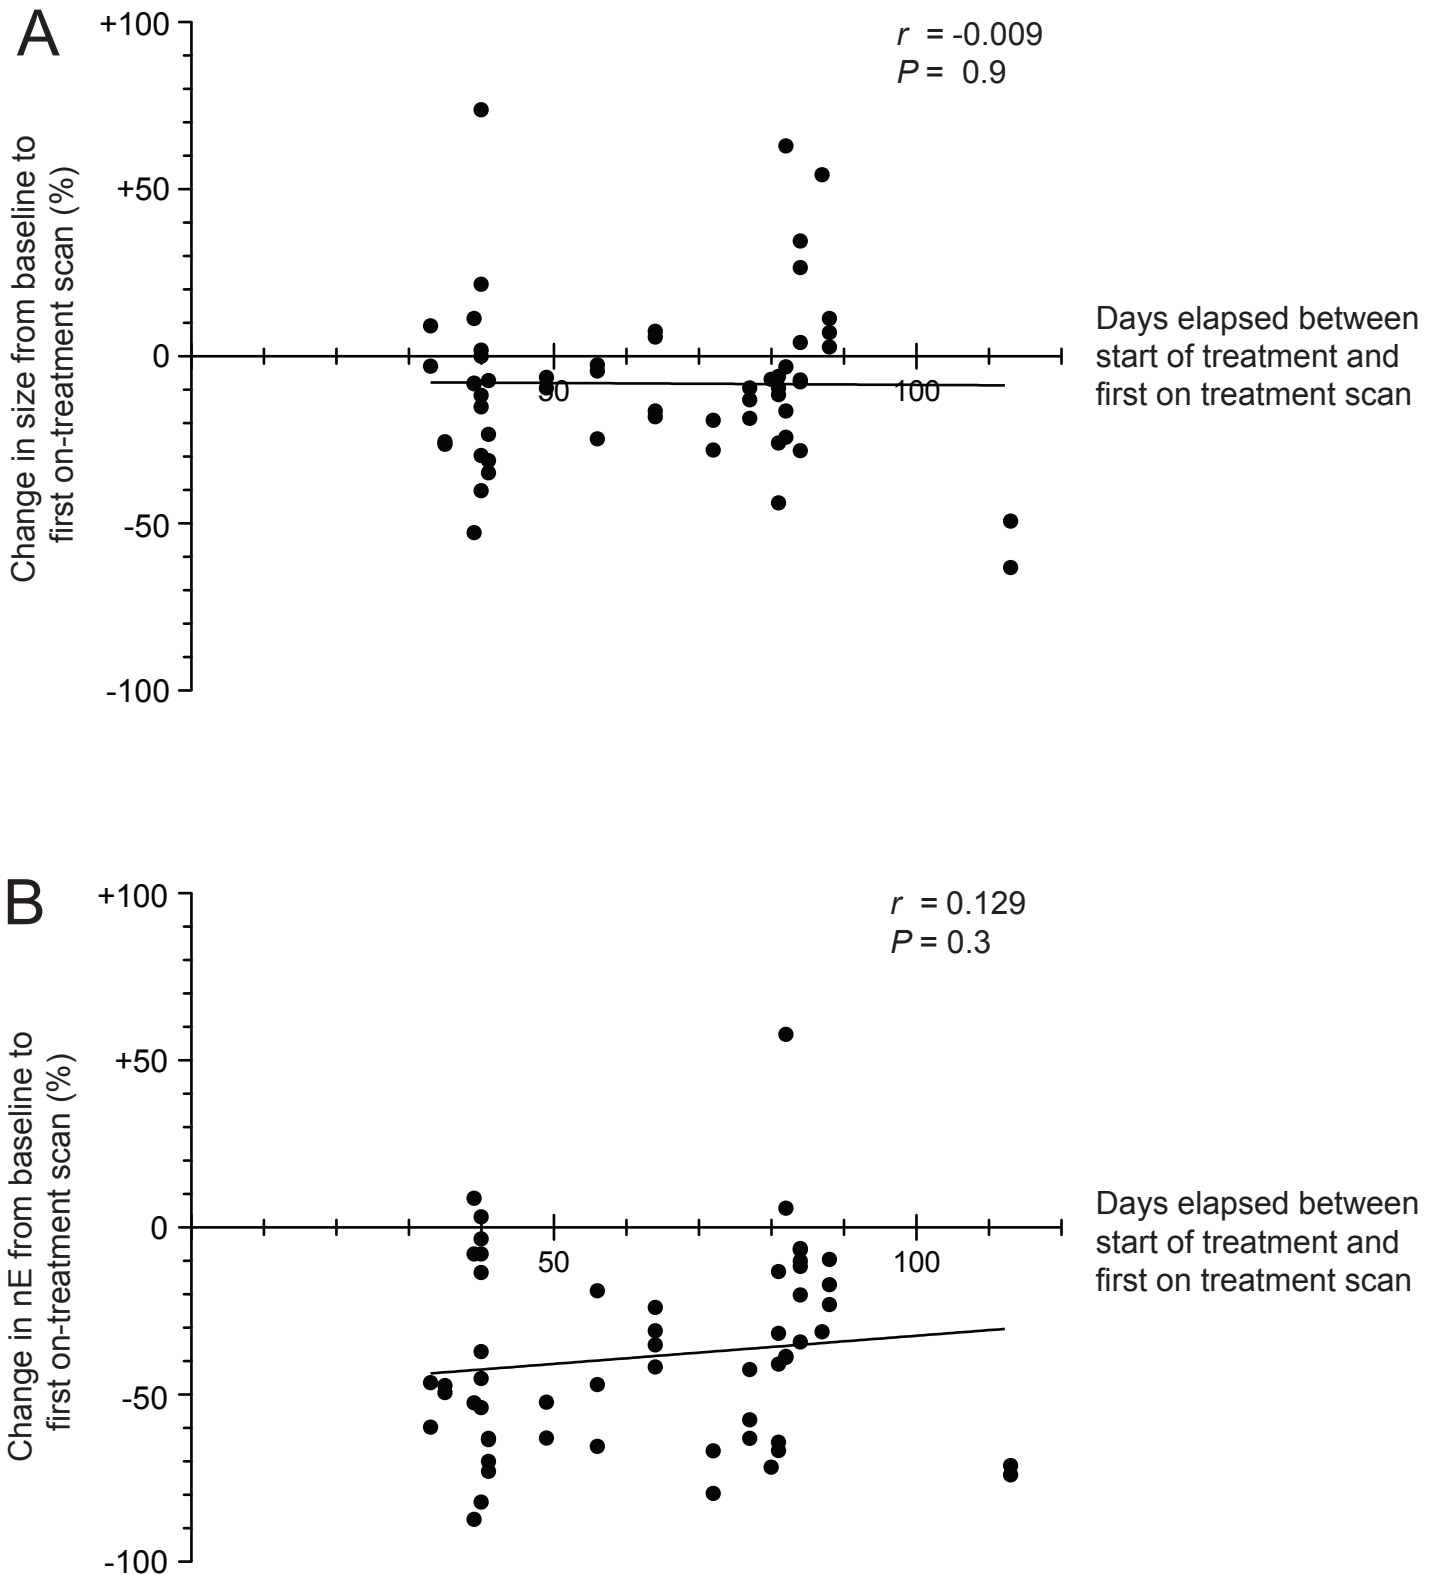 A
+100
r = -0.009
P = 0.9
+50
0
50
100
-50
-100
Change in size from baseline to
first on-treatment scan (%)
Days elapsed between
start of treatment and
first on treatment scan
B
+100
r = 0.129
P = 0.3
+50
0
50
100
-50
-100
Change in nE from baseline to
first on-treatment scan (%)
Days elapsed between
start of treatment and
first on treatment scan